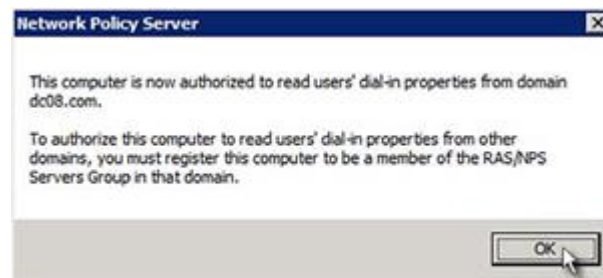 Network Policy Server
This computer is now authorized to read users' dial-in properties from domain
dc08.com.
To authorize this computer to read users' dial-in properties from other
domains, you must register this computer to be a member of the RAS/NPS
Servers Group in that domain.
OK